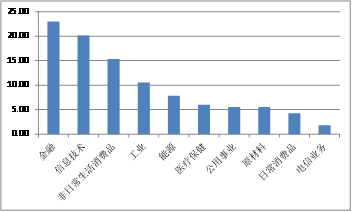 25.00
20.00
15.00
10.00
5.00
0.00
金融
信息技术
非日常生活消费品
工业
能源
医疗保健
公用事业
原材料
日常消费品
电信业务